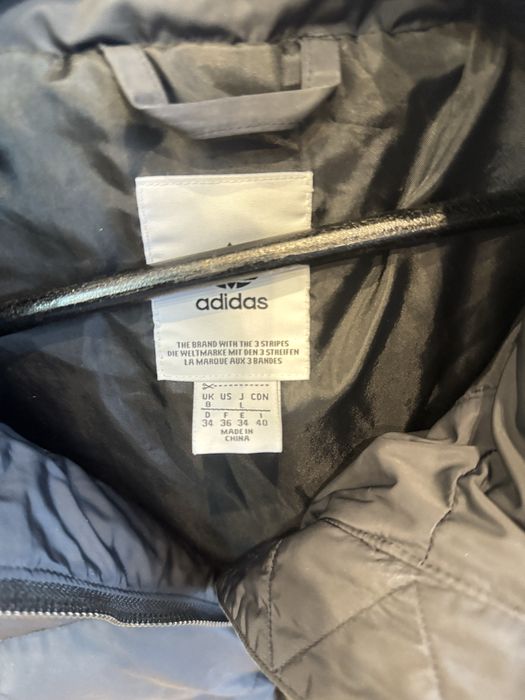 adidas
THE BRAND WITH THE 3 STRIPES
DIE WELTMARKE MIT DEN 3 STREIFEN
LA MARQUE AUX 3 BANDES
UK US J CDN
8 L
D F E I
34 36 34 40
MADE IN
CHINA